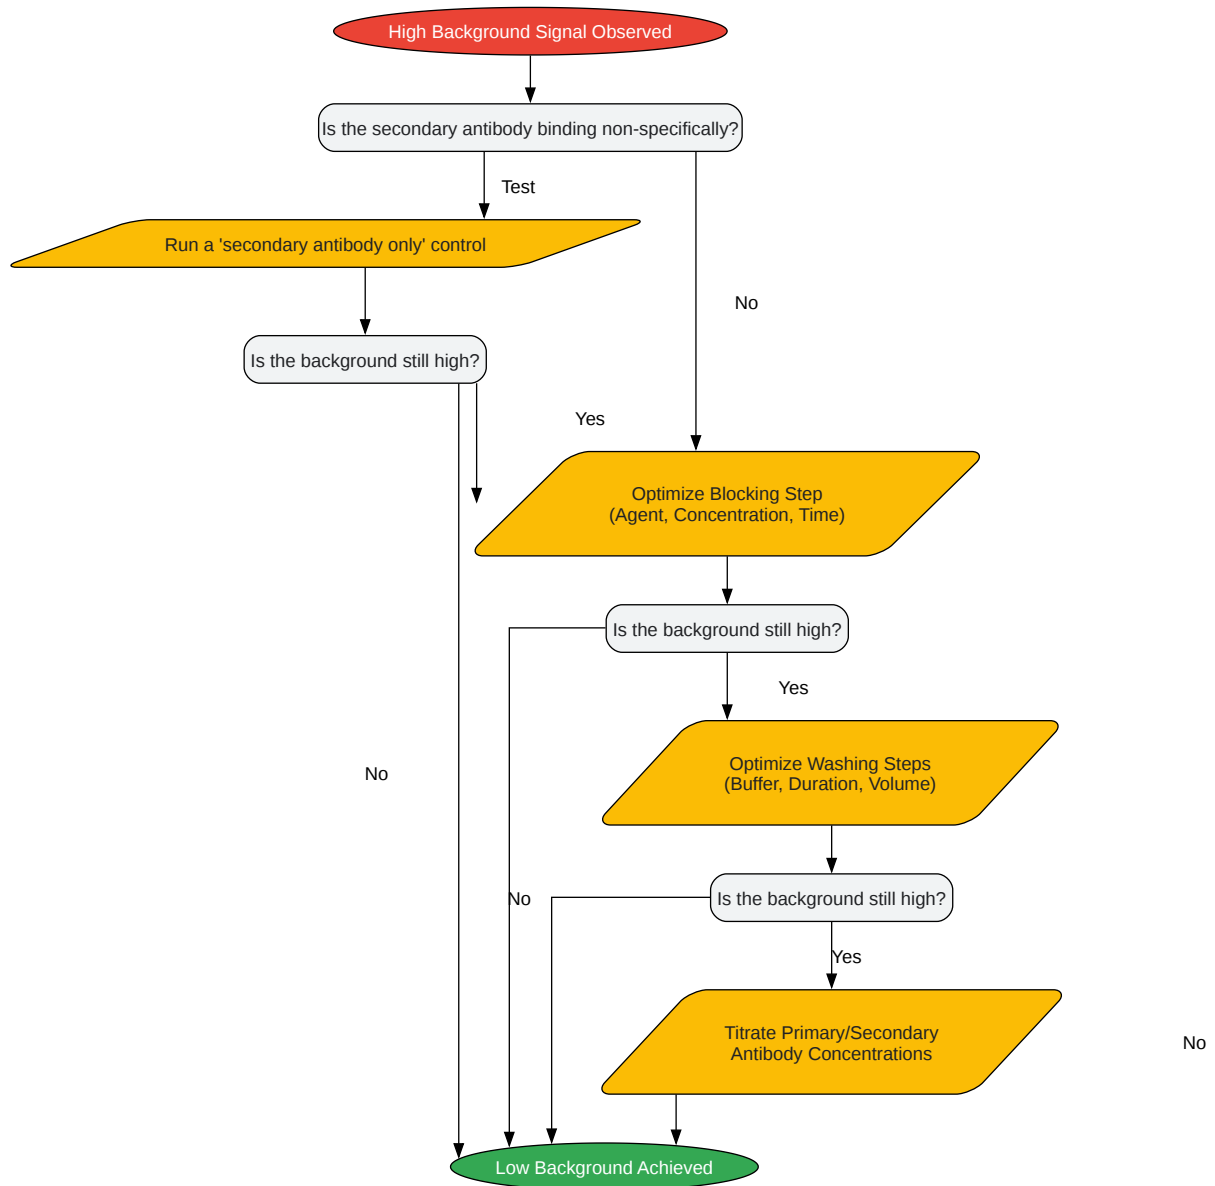 High Background Signal Observed
Is the secondary antibody binding non-specifically?
Test
Run a 'secondary antibody only' control
No
Is the background still high?
Yes
Optimize Blocking Step
(Agent, Concentration, Time)
Is the background still high?
Yes
Optimize Washing Steps
(Buffer, Duration, Volume)
No
Is the background still high?
No
Yes
Titrate Primary/Secondary
Antibody Concentrations
No
Low Background Achieved